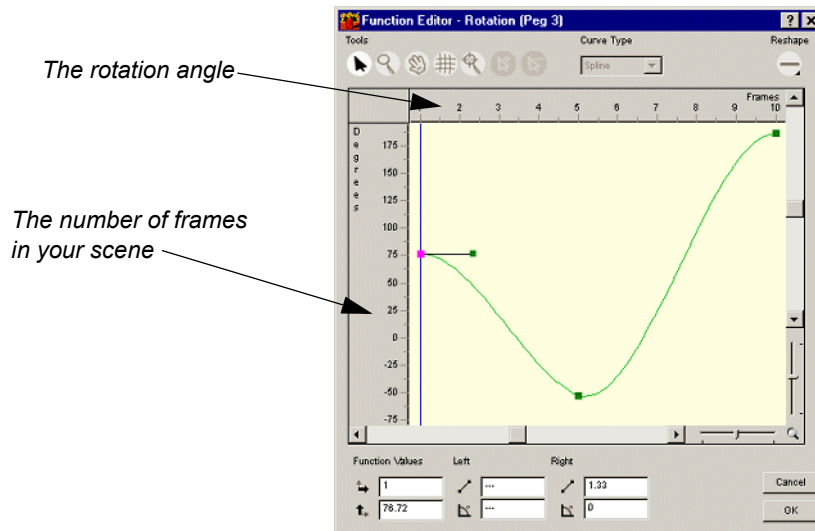 Function Editor - Rotation (Peg 3)
Tools
Curve Type
Reshape
Spline
The rotation angle
Frames
2 3 4 5 6 7 8 9 10
Degrees
175
150
125
100
75
50
25
0
-25
-50
-75
The number of frames
in your scene
Function Values
Left
Right
1
---
1.33
76.72
---
0
Cancel
OK